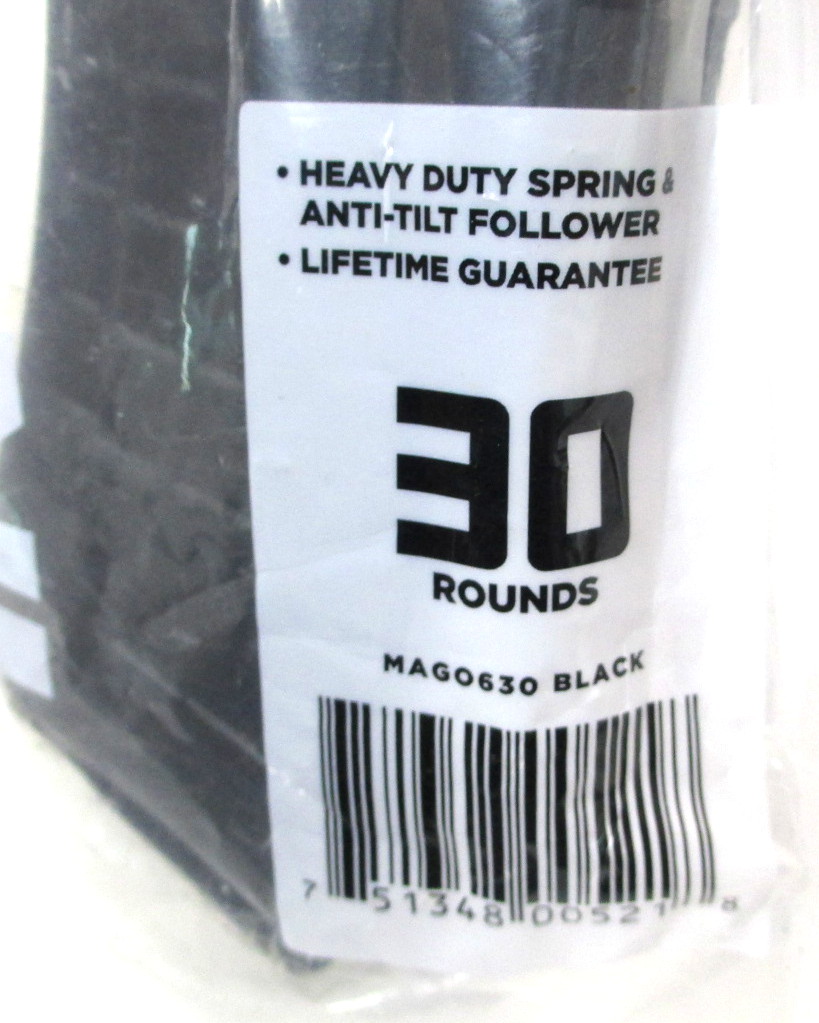 • HEAVY DUTY SPRING &
ANTI-TILT FOLLOWER
• LIFETIME GUARANTEE
30
ROUNDS
MAG0630 BLACK
7 51348 00521 8